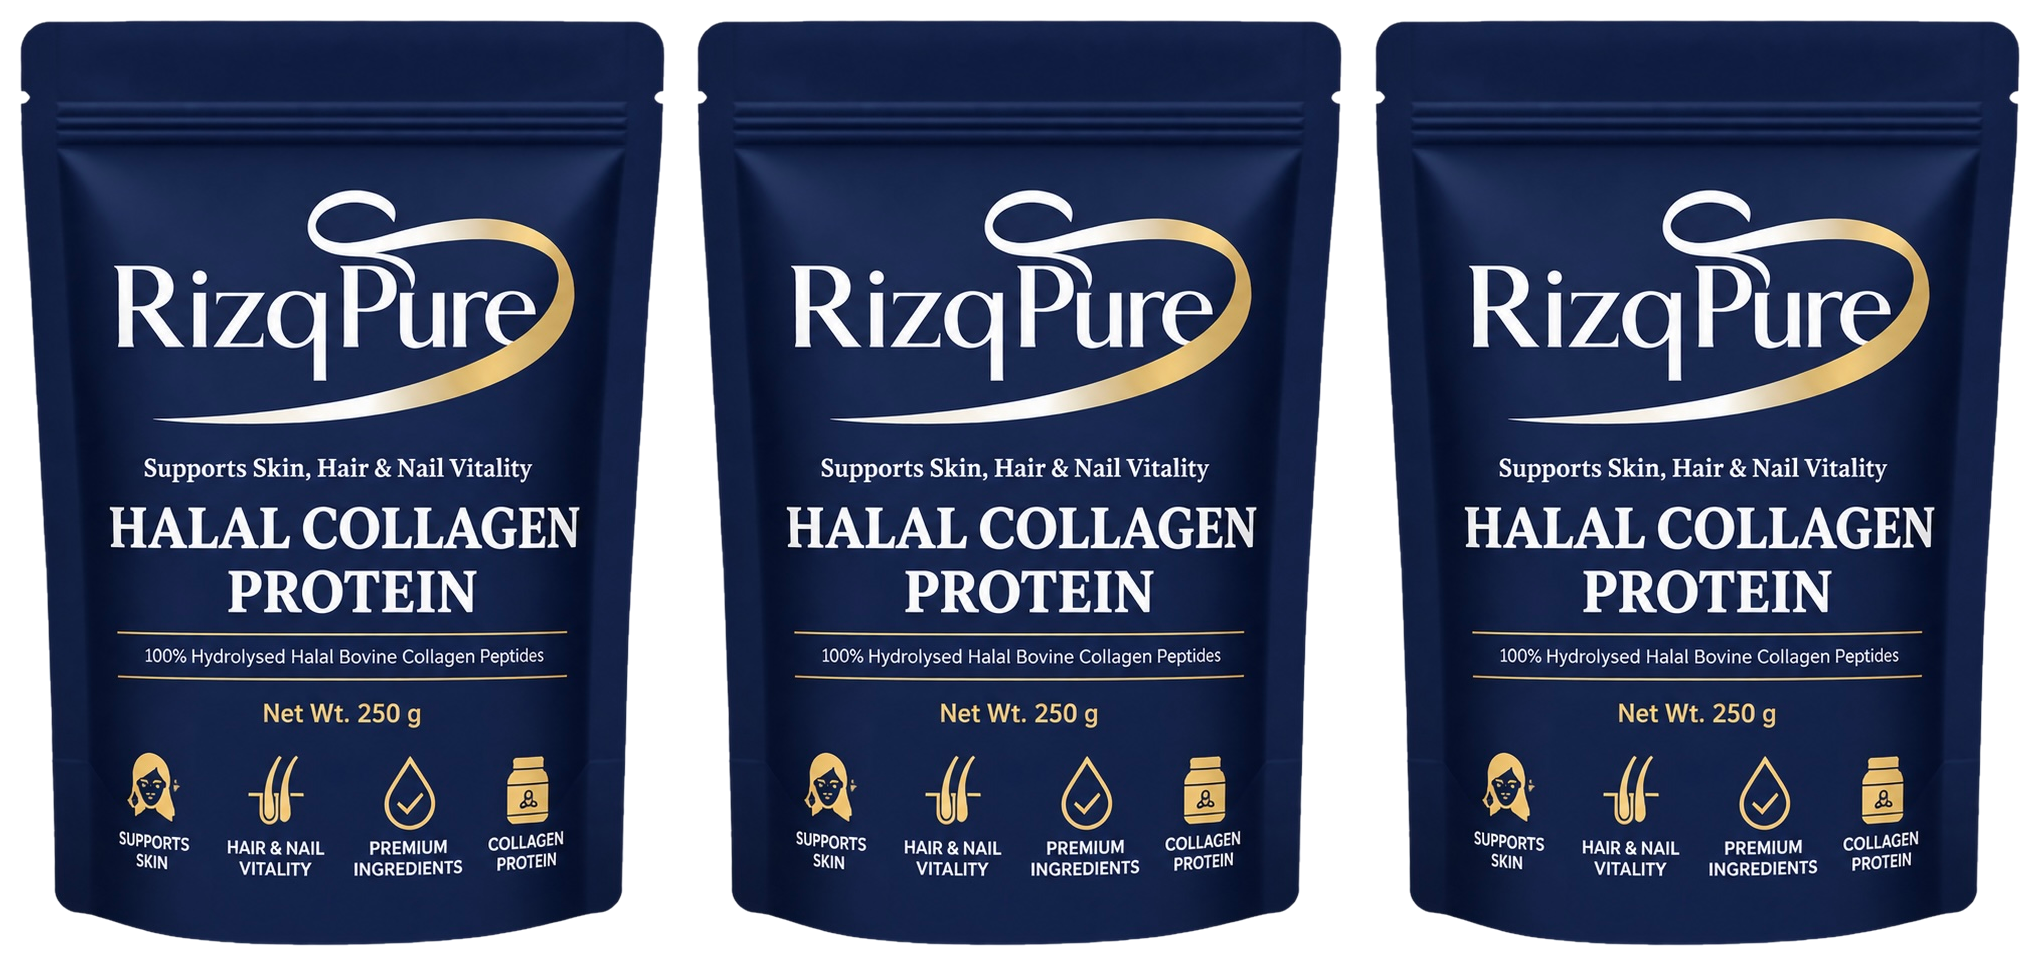 RizqPure
Supports Skin, Hair & Nail Vitality
HALAL COLLAGEN
PROTEIN
100% Hydrolysed Halal Bovine Collagen Peptides
Net Wt. 250 g
SUPPORTS
SKIN
HAIR & NAIL
VITALITY
PREMIUM
INGREDIENTS
COLLAGEN
PROTEIN
RizqPure
Supports Skin, Hair & Nail Vitality
HALAL COLLAGEN
PROTEIN
100% Hydrolysed Halal Bovine Collagen Peptides
Net Wt. 250 g
SUPPORTS
SKIN
HAIR & NAIL
VITALITY
PREMIUM
INGREDIENTS
COLLAGEN
PROTEIN
RizqPure
Supports Skin, Hair & Nail Vitality
HALAL COLLAGEN
PROTEIN
100% Hydrolysed Halal Bovine Collagen Peptides
Net Wt. 250 g
SUPPORTS
SKIN
HAIR & NAIL
VITALITY
PREMIUM
INGREDIENTS
COLLAGEN
PROTEIN